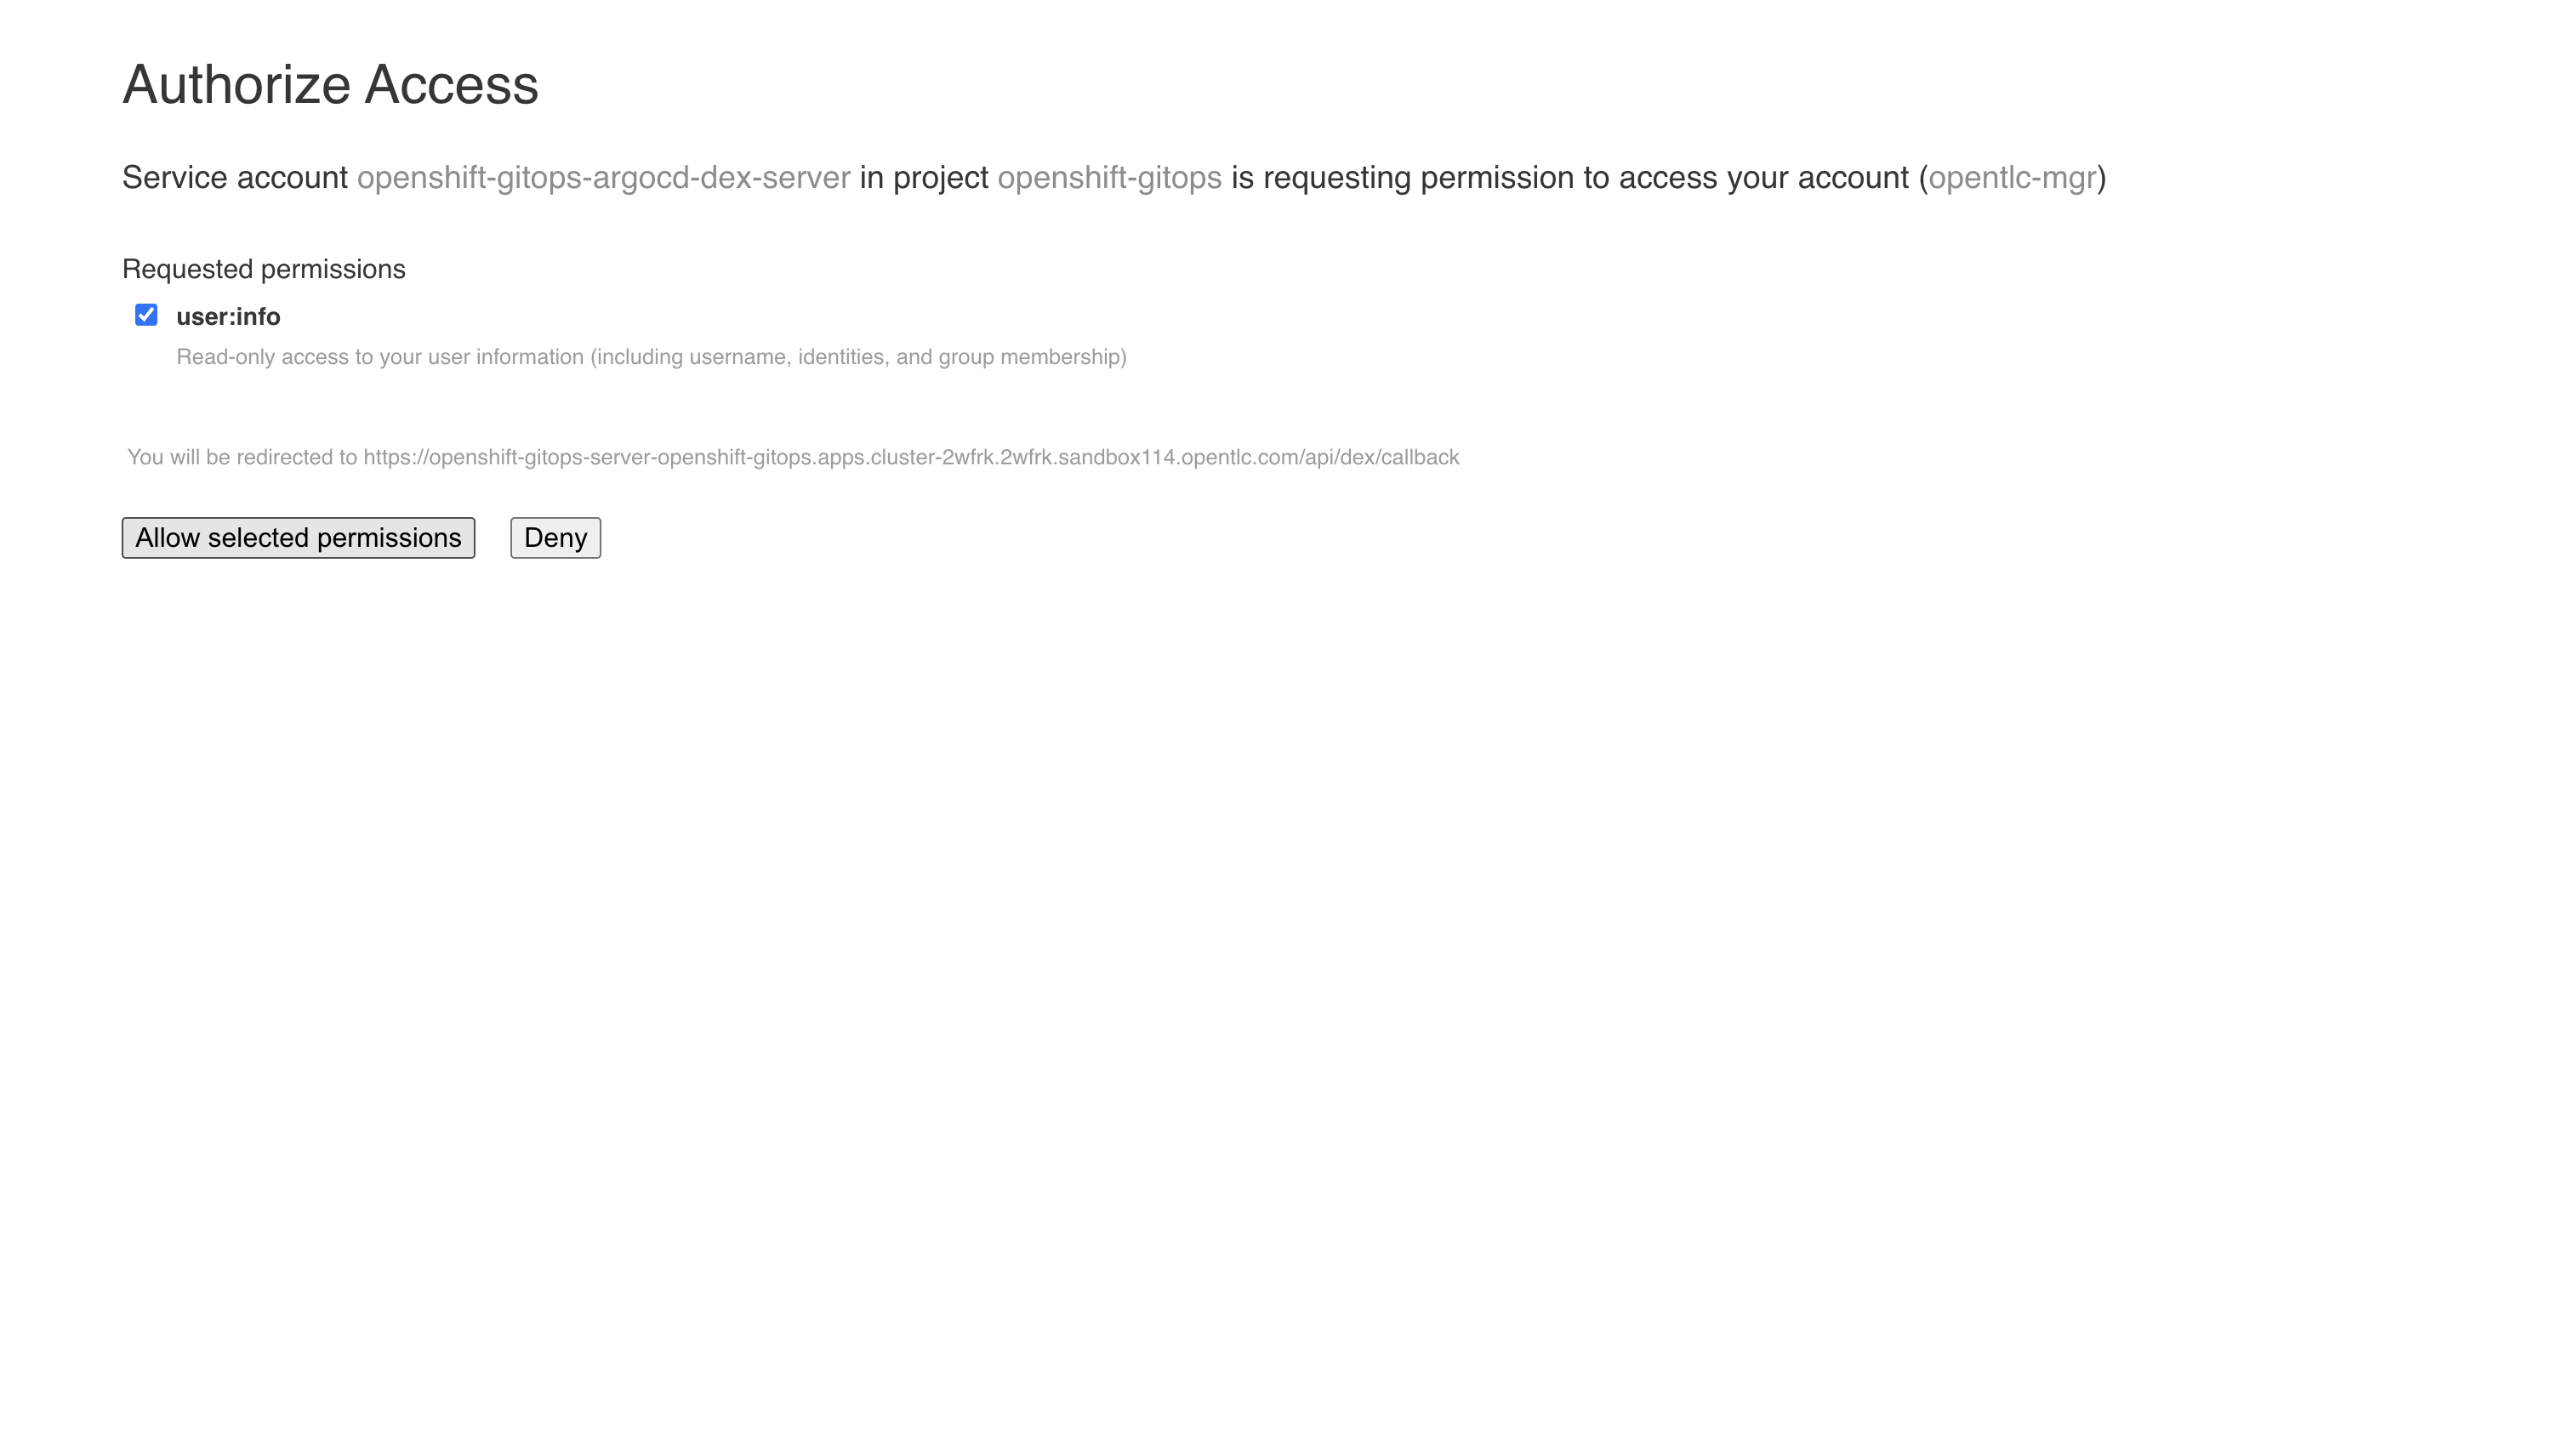 Authorize Access
Service account openshift-gitops-argocd-dex-server in project openshift-gitops is requesting permission to access your account (opentlc-mgr)
Requested permissions
user:info
Read-only access to your user information (including username, identities, and group membership)
You will be redirected to https://openshift-gitops-server-openshift-gitops.apps.cluster-2wfrk.2wfrk.sandbox114.opentlc.com/api/dex/callback
Allow selected permissions Deny